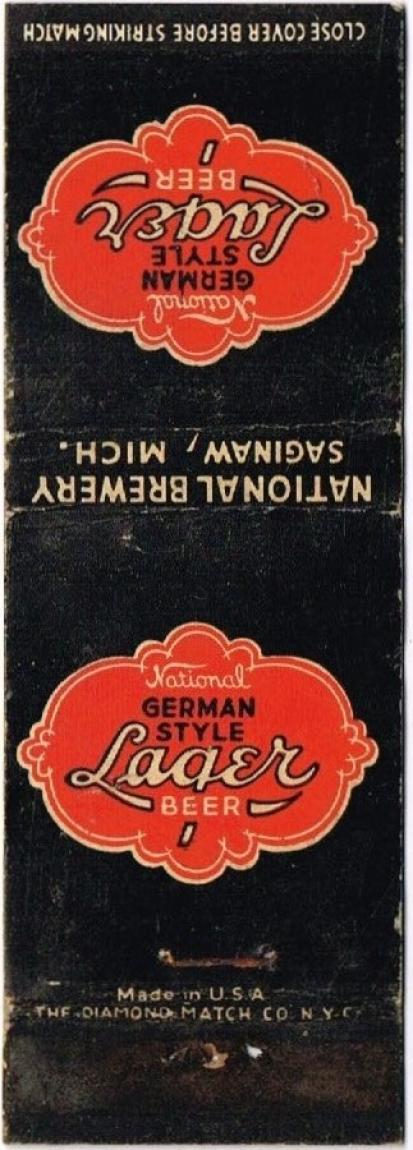 CLOSE COVER BEFORE STRIKING MATCH
National
GERMAN
STYLE
Lager
BEER
NATIONAL BREWERY
SAGINAW, MICH.
National
GERMAN
STYLE
Lager
BEER
Made in U.S.A
THE DIAMOND MATCH CO N.Y.C.